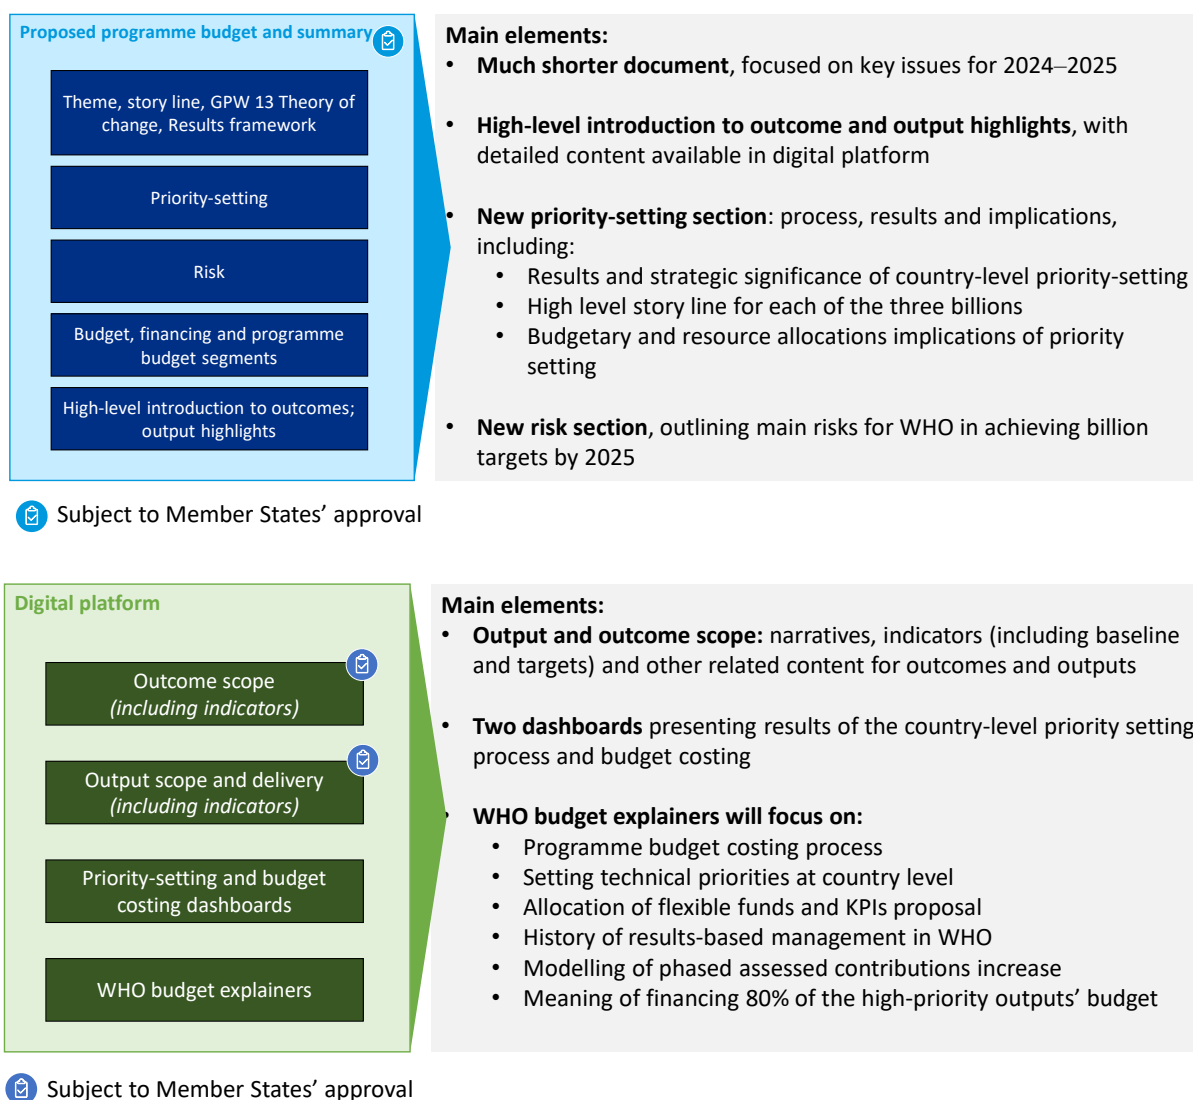 Proposed programme budget and summary
Theme, story line, GPW 13 Theory of
change, Results framework
Priority-setting
Risk
Budget, financing and programme
budget segments
High-level introduction to outcomes;
output highlights
Main elements:
• Much shorter document, focused on key issues for 2024–2025
• High-level introduction to outcome and output highlights, with
detailed content available in digital platform
• New priority-setting section: process, results and implications,
including:
• Results and strategic significance of country-level priority-setting
• High level story line for each of the three billions
• Budgetary and resource allocations implications of priority
setting
• New risk section, outlining main risks for WHO in achieving billion
targets by 2025
Subject to Member States’ approval
Digital platform
Outcome scope
(including indicators)
Output scope and delivery
(including indicators)
Priority-setting and budget
costing dashboards
WHO budget explainers
Main elements:
• Output and outcome scope: narratives, indicators (including baseline
and targets) and other related content for outcomes and outputs
• Two dashboards presenting results of the country-level priority setting
process and budget costing
• WHO budget explainers will focus on:
• Programme budget costing process
• Setting technical priorities at country level
• Allocation of flexible funds and KPIs proposal
• History of results-based management in WHO
• Modelling of phased assessed contributions increase
• Meaning of financing 80% of the high-priority outputs’ budget
Subject to Member States’ approval